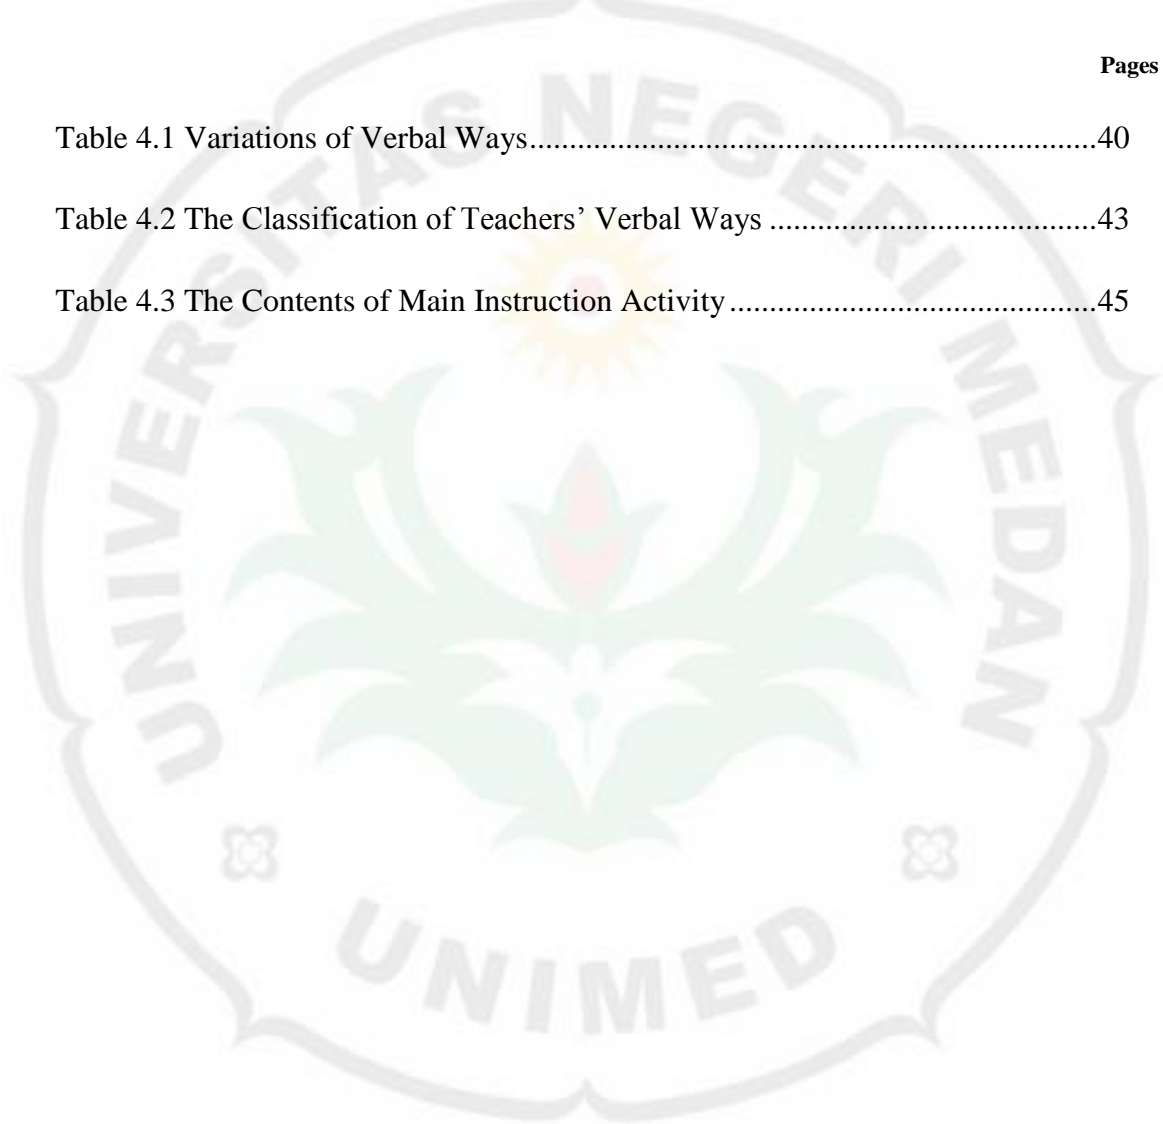 Pages
Table 4.1 Variations of Verbal Ways.......................................................................40
Table 4.2 The Classification of Teachers’ Verbal Ways .........................................43
Table 4.3 The Contents of Main Instruction Activity..............................................45
UNIVERSITAS NEGERI MEDAN
UNIMED